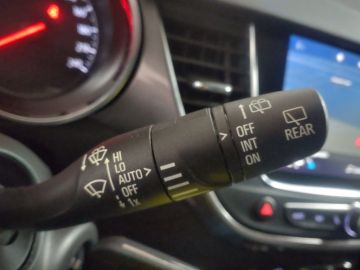 HI
LO
AUTO >
OFF
1x
> OFF
INT
ON
REAR